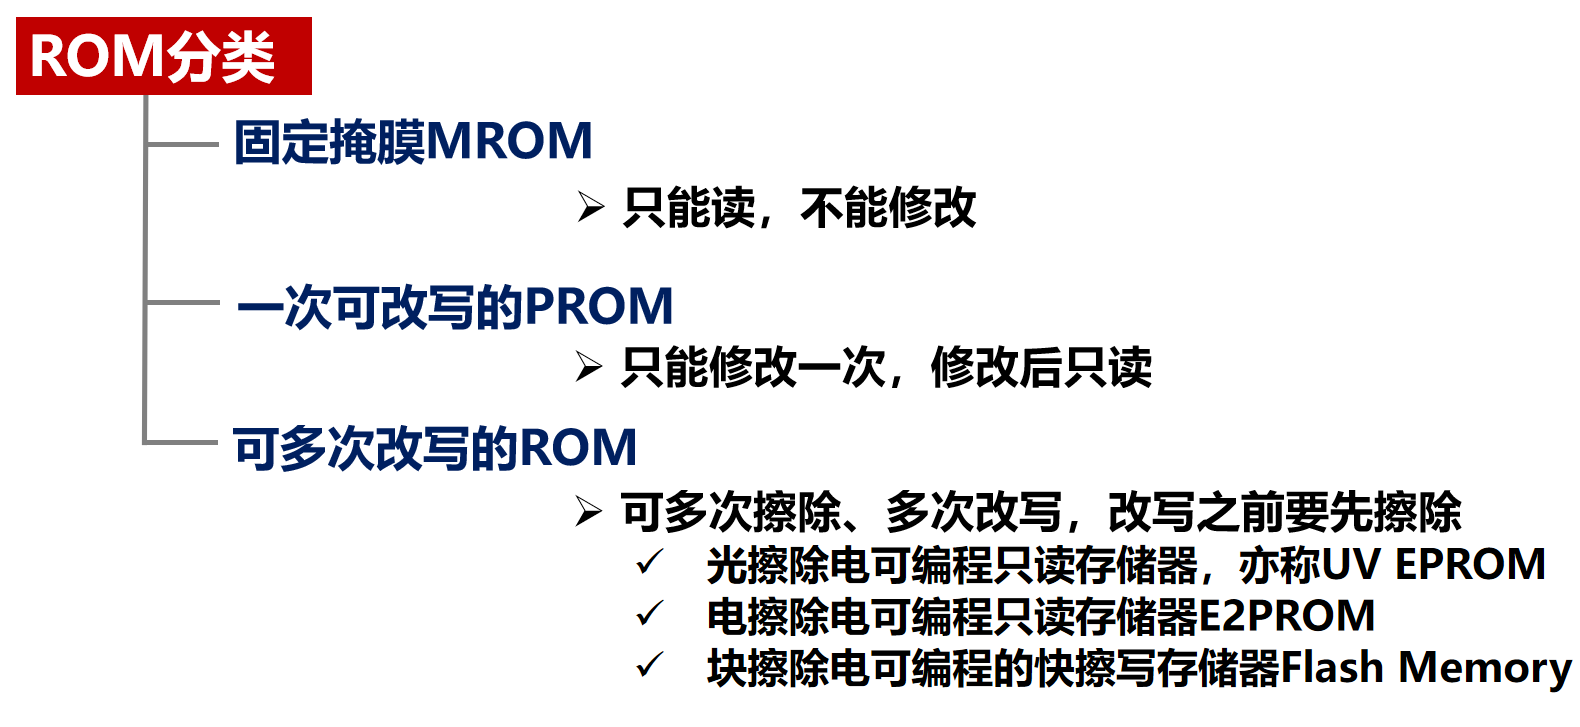 ROM分类
固定掩膜MROM
只能读，不能修改
一次可改写的PROM
只能修改一次，修改后只读
可多次改写的ROM
可多次擦除、多次改写，改写之前要先擦除
光擦除电可编程只读存储器，亦称UV EPROM
电擦除电可编程只读存储器E2PROM
块擦除电可编程的快擦写存储器Flash Memory